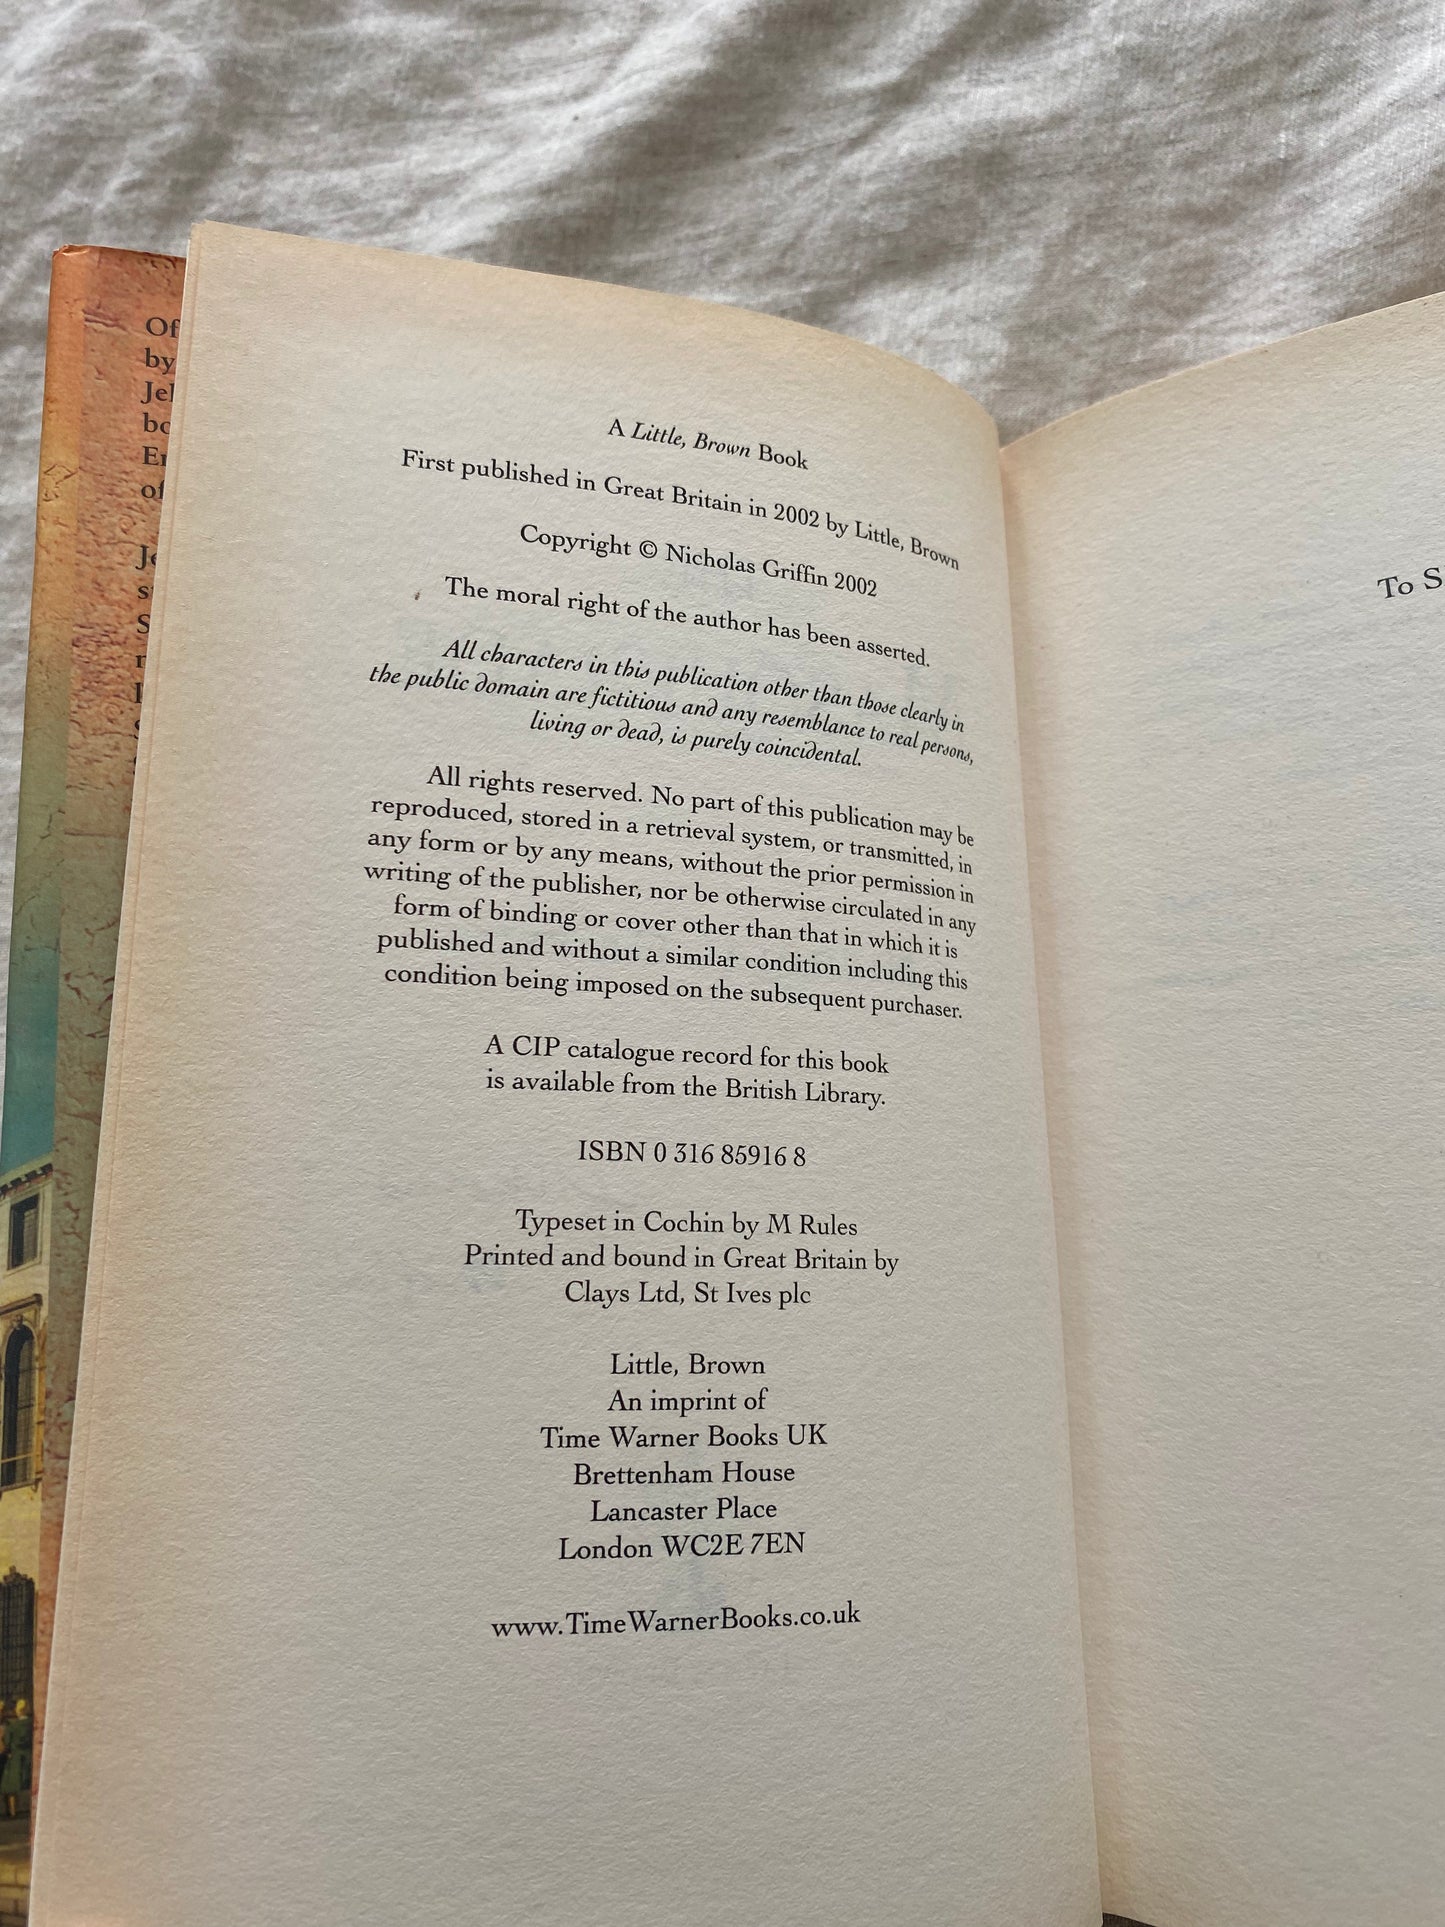 Of
by
Jel
bo
En
of
A Little, Brown Book
First published in Great Britain in 2002 by Little, Brown
Copyright © Nicholas Griffin 2002
The moral right of the author has been asserted.
All characters in this publication other than those clearly in
the public domain are fictitious and any resemblance to real persons,
living or dead, is purely coincidental.
All rights reserved. No part of this publication may be
reproduced, stored in a retrieval system, or transmitted, in
any form or by any means, without the prior permission in
writing of the publisher, nor be otherwise circulated in any
form of binding or cover other than that in which it is
published and without a similar condition including this
condition being imposed on the subsequent purchaser.
A CIP catalogue record for this book
is available from the British Library.
ISBN 0 316 85916 8
Typeset in Cochin by M Rules
Printed and bound in Great Britain by
Clays Ltd, St Ives plc
Little, Brown
An imprint of
Time Warner Books UK
Brettenham House
Lancaster Place
London WC2E 7EN
www.TimeWarnerBooks.co.uk
To S